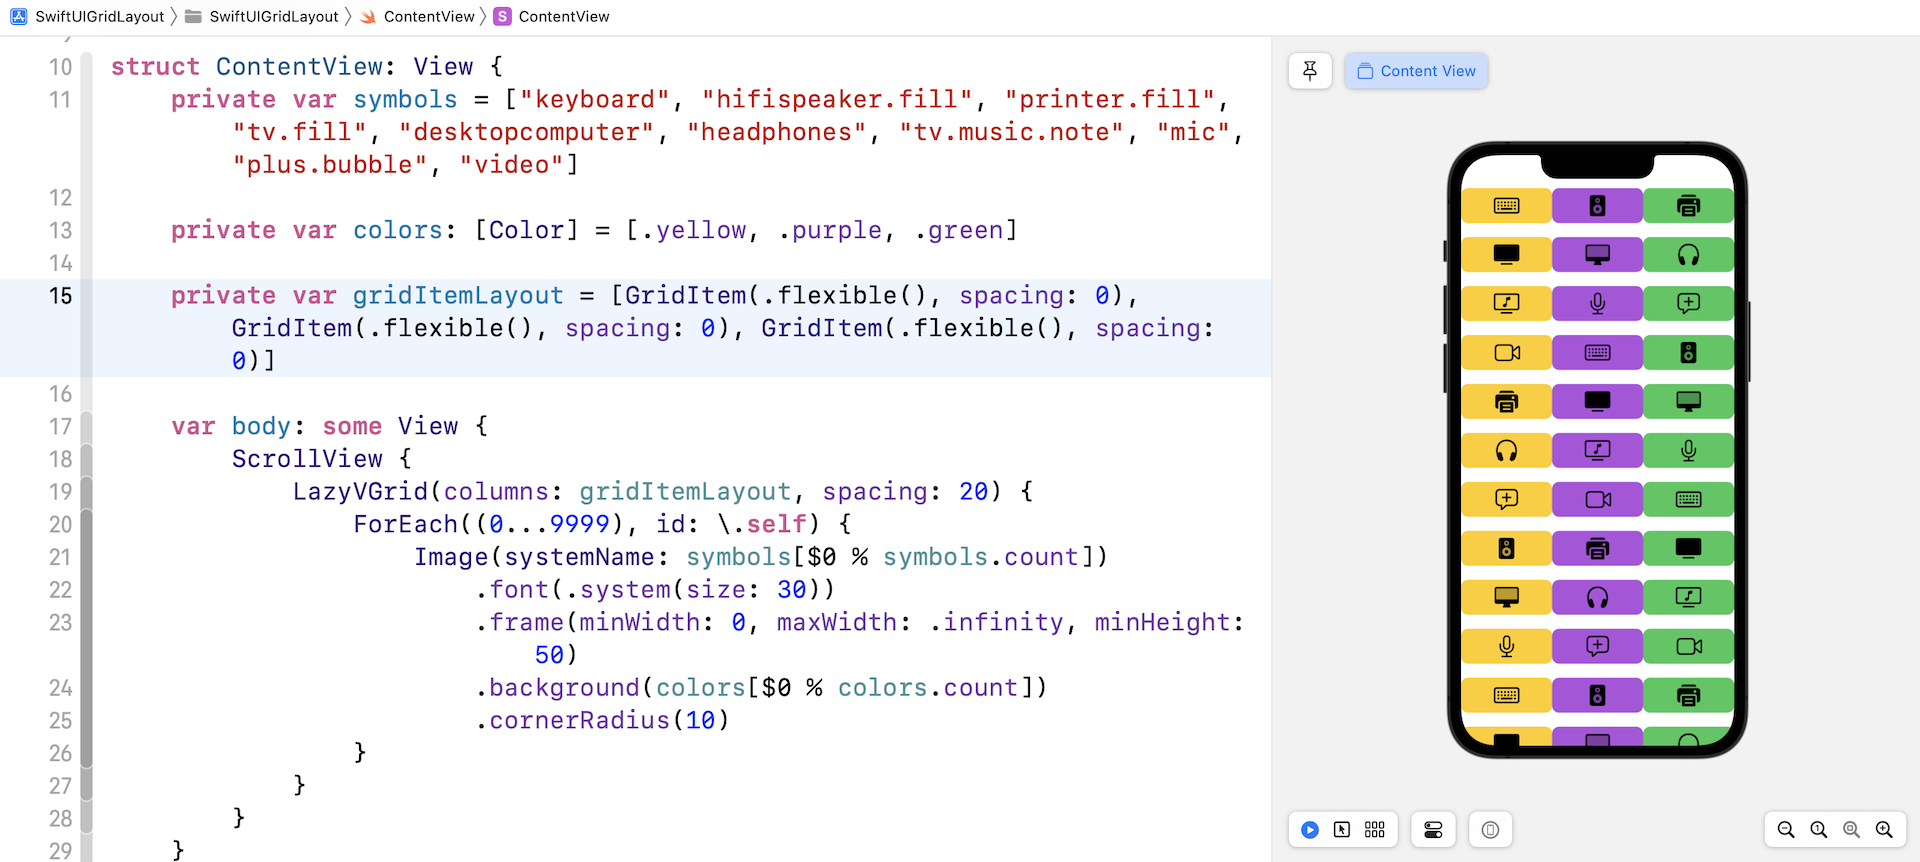 SwiftUIGridLayout SwiftUIGridLayout ContentView S ContentView
10 struct ContentView: View {
11 private var symbols = ["keyboard", "hifispeaker.fill", "printer.fill",
"tv.fill", "desktopcomputer", "headphones", "tv.music.note", "mic",
"plus.bubble", "video"]
12
13 private var colors: [Color] = [.yellow, .purple, .green]
14
15 private var gridItemLayout = [GridItem(.flexible(), spacing: 0),
GridItem(.flexible(), spacing: 0), GridItem(.flexible(), spacing:
0)]
16
17 var body: some View {
18 ScrollView {
19 LazyVGrid(columns: gridItemLayout, spacing: 20) {
20 ForEach((0...9999), id: \.self) {
21 Image(systemName: symbols[$0 % symbols.count])
22 .font(.system(size: 30))
23 .frame(minWidth: 0, maxWidth: .infinity, minHeight:
50)
24 .background(colors[$0 % colors.count])
25 .cornerRadius(10)
26 }
27 }
28 }
29 }
Content View